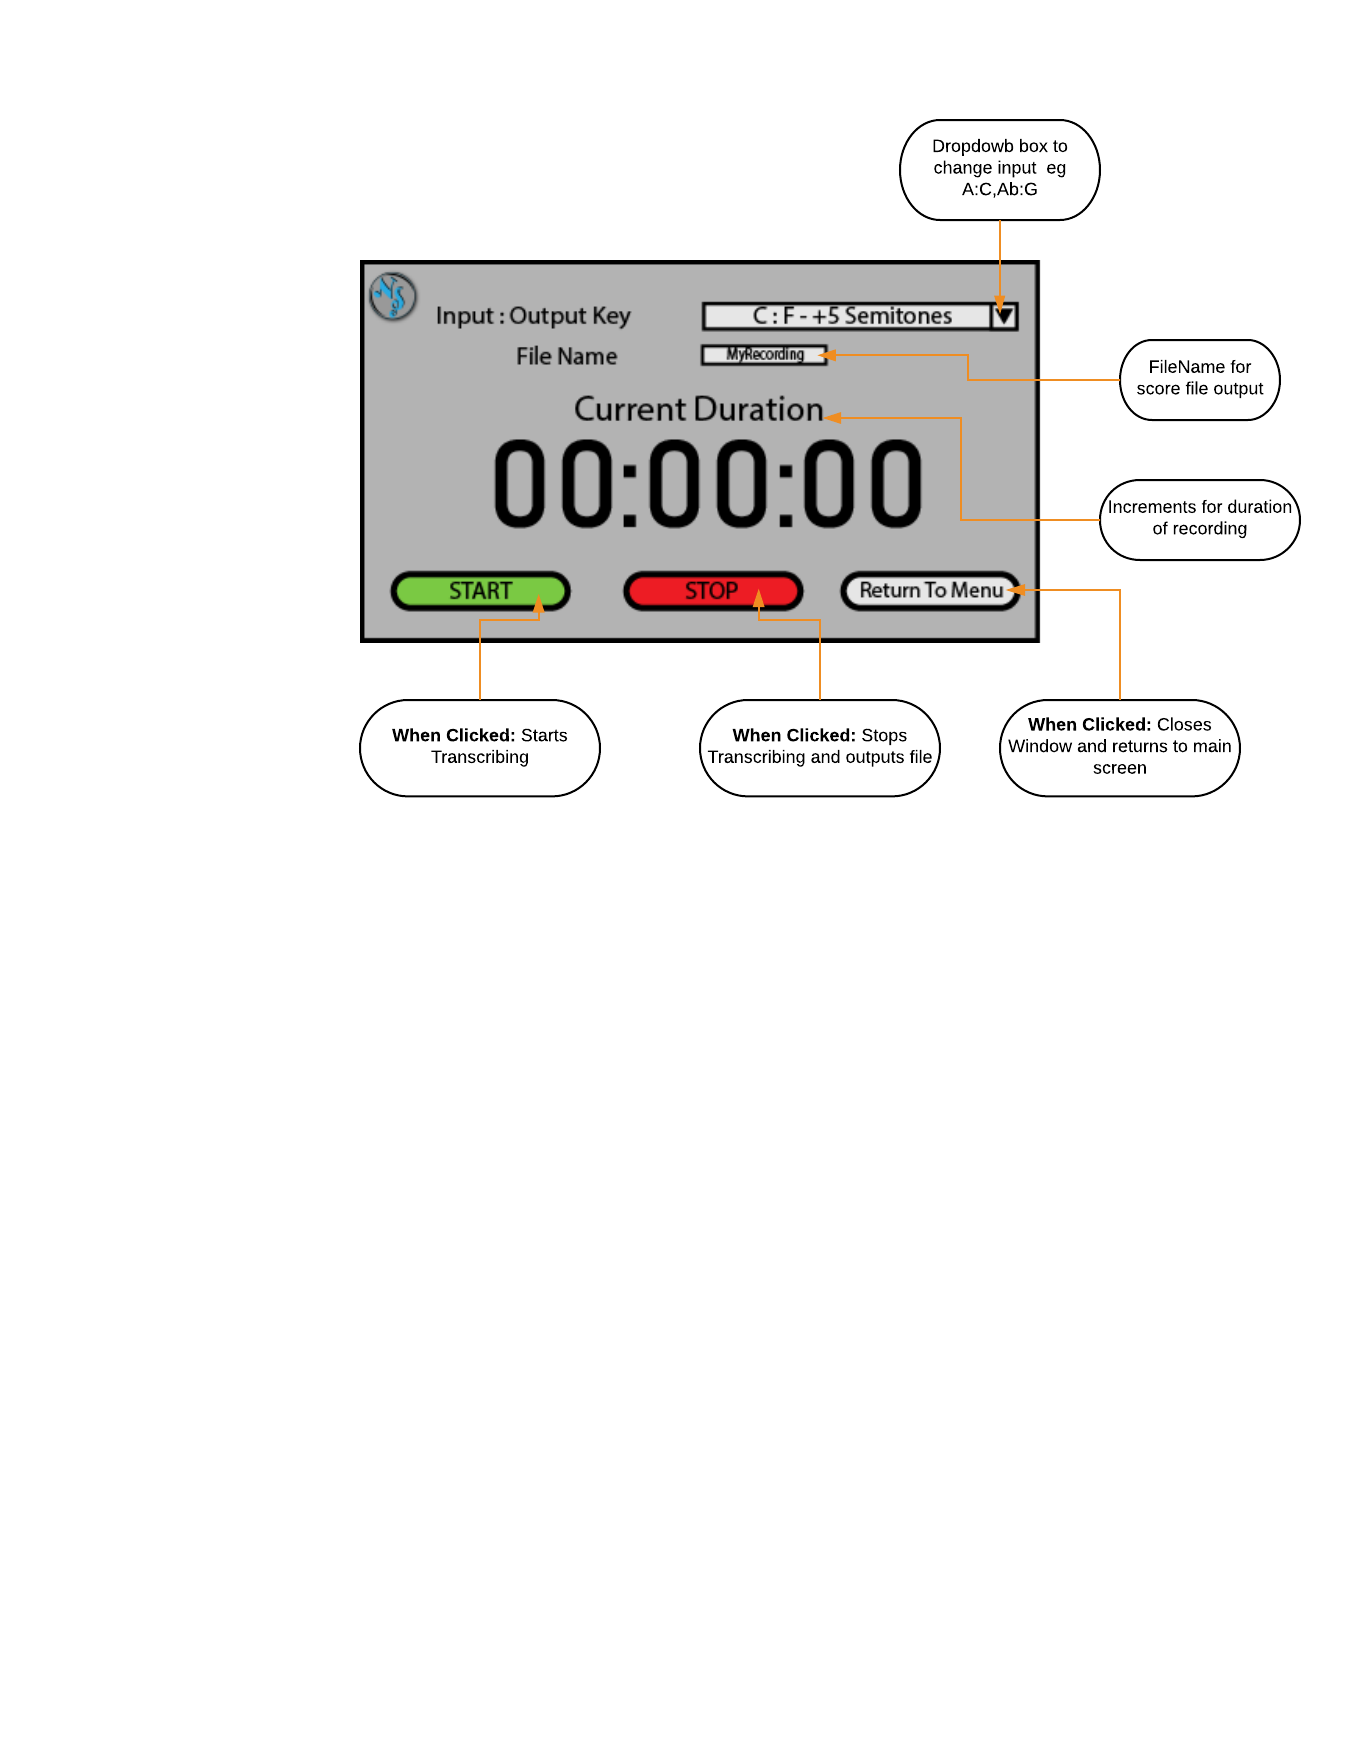 Dropdowb box to
change input eg
A:C,Ab:G
Input : Output Key
C : F - +5 Semitones
File Name
MyRecording
FileName for
score file output
Current Duration
00:00:00
Increments for duration
of recording
START
STOP
Return To Menu
When Clicked: Starts
Transcribing
When Clicked: Stops
Transcribing and outputs file
When Clicked: Closes
Window and returns to main
screen